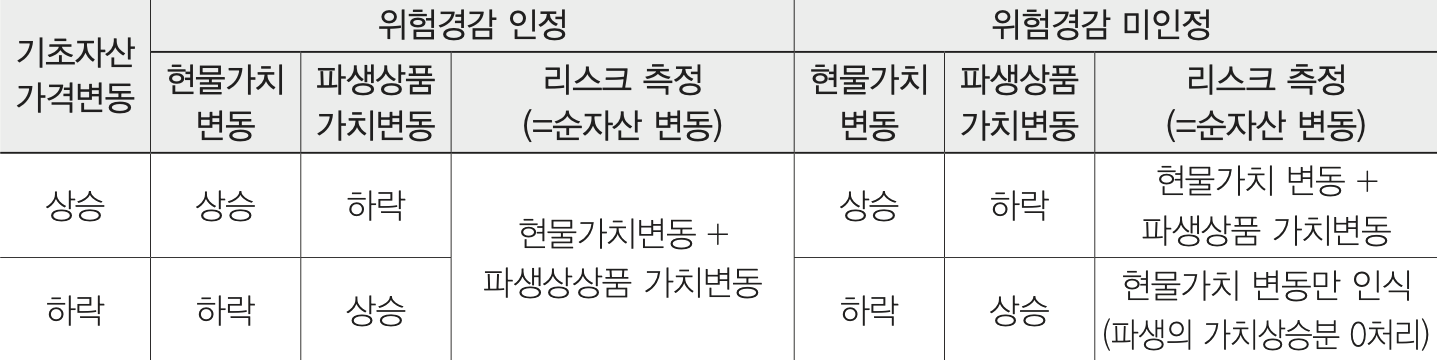 기초자산
가격변동
위험경감 인정
위험경감 미인정
현물가치
변동
파생상품
가치변동
리스크 측정
(=순자산 변동)
현물가치
변동
파생상품
가치변동
리스크 측정
(=순자산 변동)
상승
상승
하락
현물가치변동 +
파생상상품 가치변동
상승
하락
현물가치 변동 +
파생상품 가치변동
하락
하락
상승
하락
상승
현물가치 변동만 인식
(파생의 가치상승분 0처리)